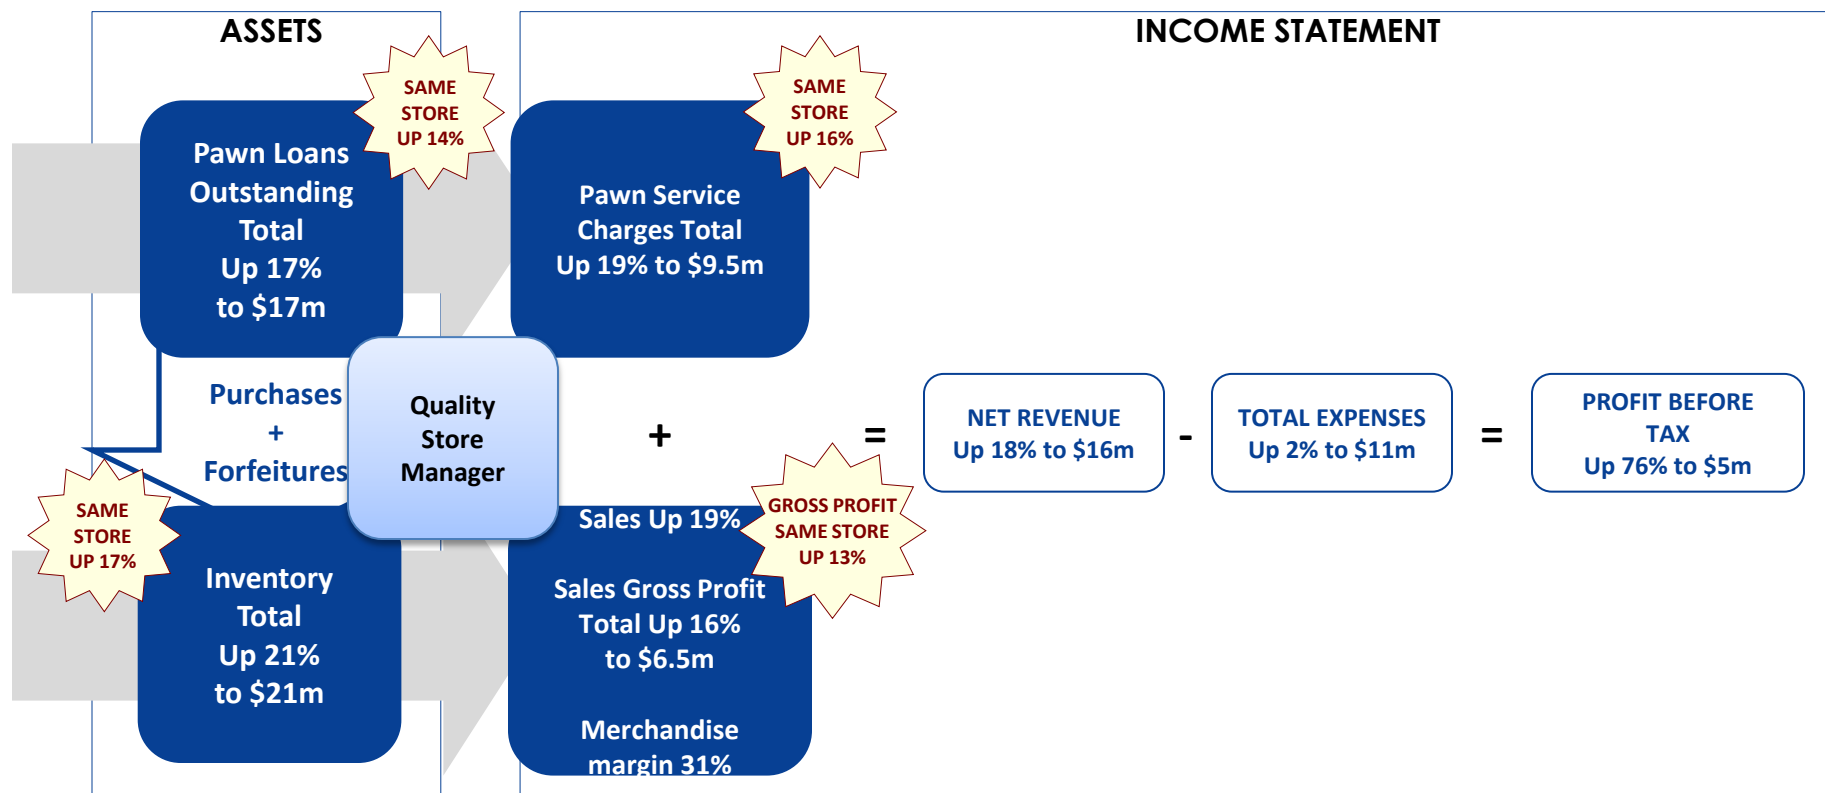 ASSETS
INCOME STATEMENT
SAME
STORE
UP 14%
Pawn Loans
Outstanding
Total
Up 17%
to $17m
SAME
STORE
UP 16%
Pawn Service
Charges Total
Up 19% to $9.5m
Purchases
+
Forfeitures
Quality
Store
Manager
+
=
NET REVENUE
Up 18% to $16m
-
TOTAL EXPENSES
Up 2% to $11m
=
PROFIT BEFORE
TAX
Up 76% to $5m
SAME
STORE
UP 17%
Inventory
Total
Up 21%
to $21m
Sales Up 19%
Sales Gross Profit
Total Up 16%
to $6.5m
Merchandise
margin 31%
GROSS PROFIT
SAME STORE
UP 13%